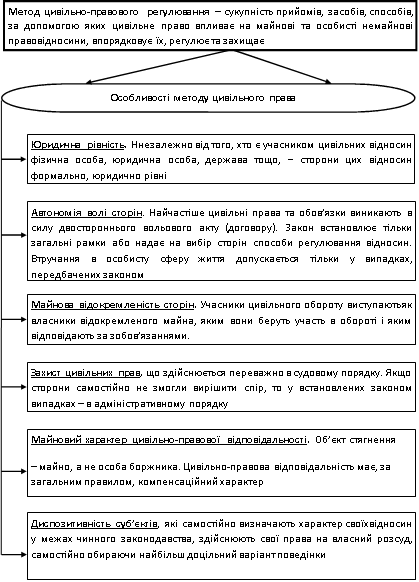 Метод цивільно-правового регулювання – сукупність прийомів, засобів, способів,
за допомогою яких цивільне право впливає на майнові та особисті немайнові
правовідносини, впорядковує їх, регулює та захищає
Особливості методу цивільного права
Юридична рівність. Ннезалежно від того, хто є учасником цивільних відносин
фізична особа, юридична особа, держава тощо, – сторони цих відносин
формально, юридично рівні
Автономія волі сторін. Найчастіше цивільні права та обов'язки виникають в
силу двостороннього вольового акту (договору). Закон встановлює тільки
загальні рамки або надає на вибір сторін способи регулювання відносин.
Втручання в особисту сферу життя допускається тільки у випадках,
передбачених законом
Майнова відокремленість сторін. Учасники цивільного обороту виступаютьяк
власники відокремленого майна, яким вони беруть участь в обороті і яким
відповідають за зобов'язаннями.
Захист цивільних прав, що здійснюється переважно в судовому порядку. Якщо
сторони самостійно не змогли вирішити спір, то у встановлених законом
випадках – в адміністративному порядку
Майновий характер цивільно-правової відповідальності. Об'єкт стягнення
– майно, а не особа боржника. Цивільно-правова відповідальність має, за
загальним правилом, компенсаційний характер
Диспозитивність суб'єктів, які самостійно визначають характер своїхвідносин
у межах чинного законодавства, здійснюють свої права на власний розсуд,
самостійно обираючи найбільш доцільний варіант поведінки